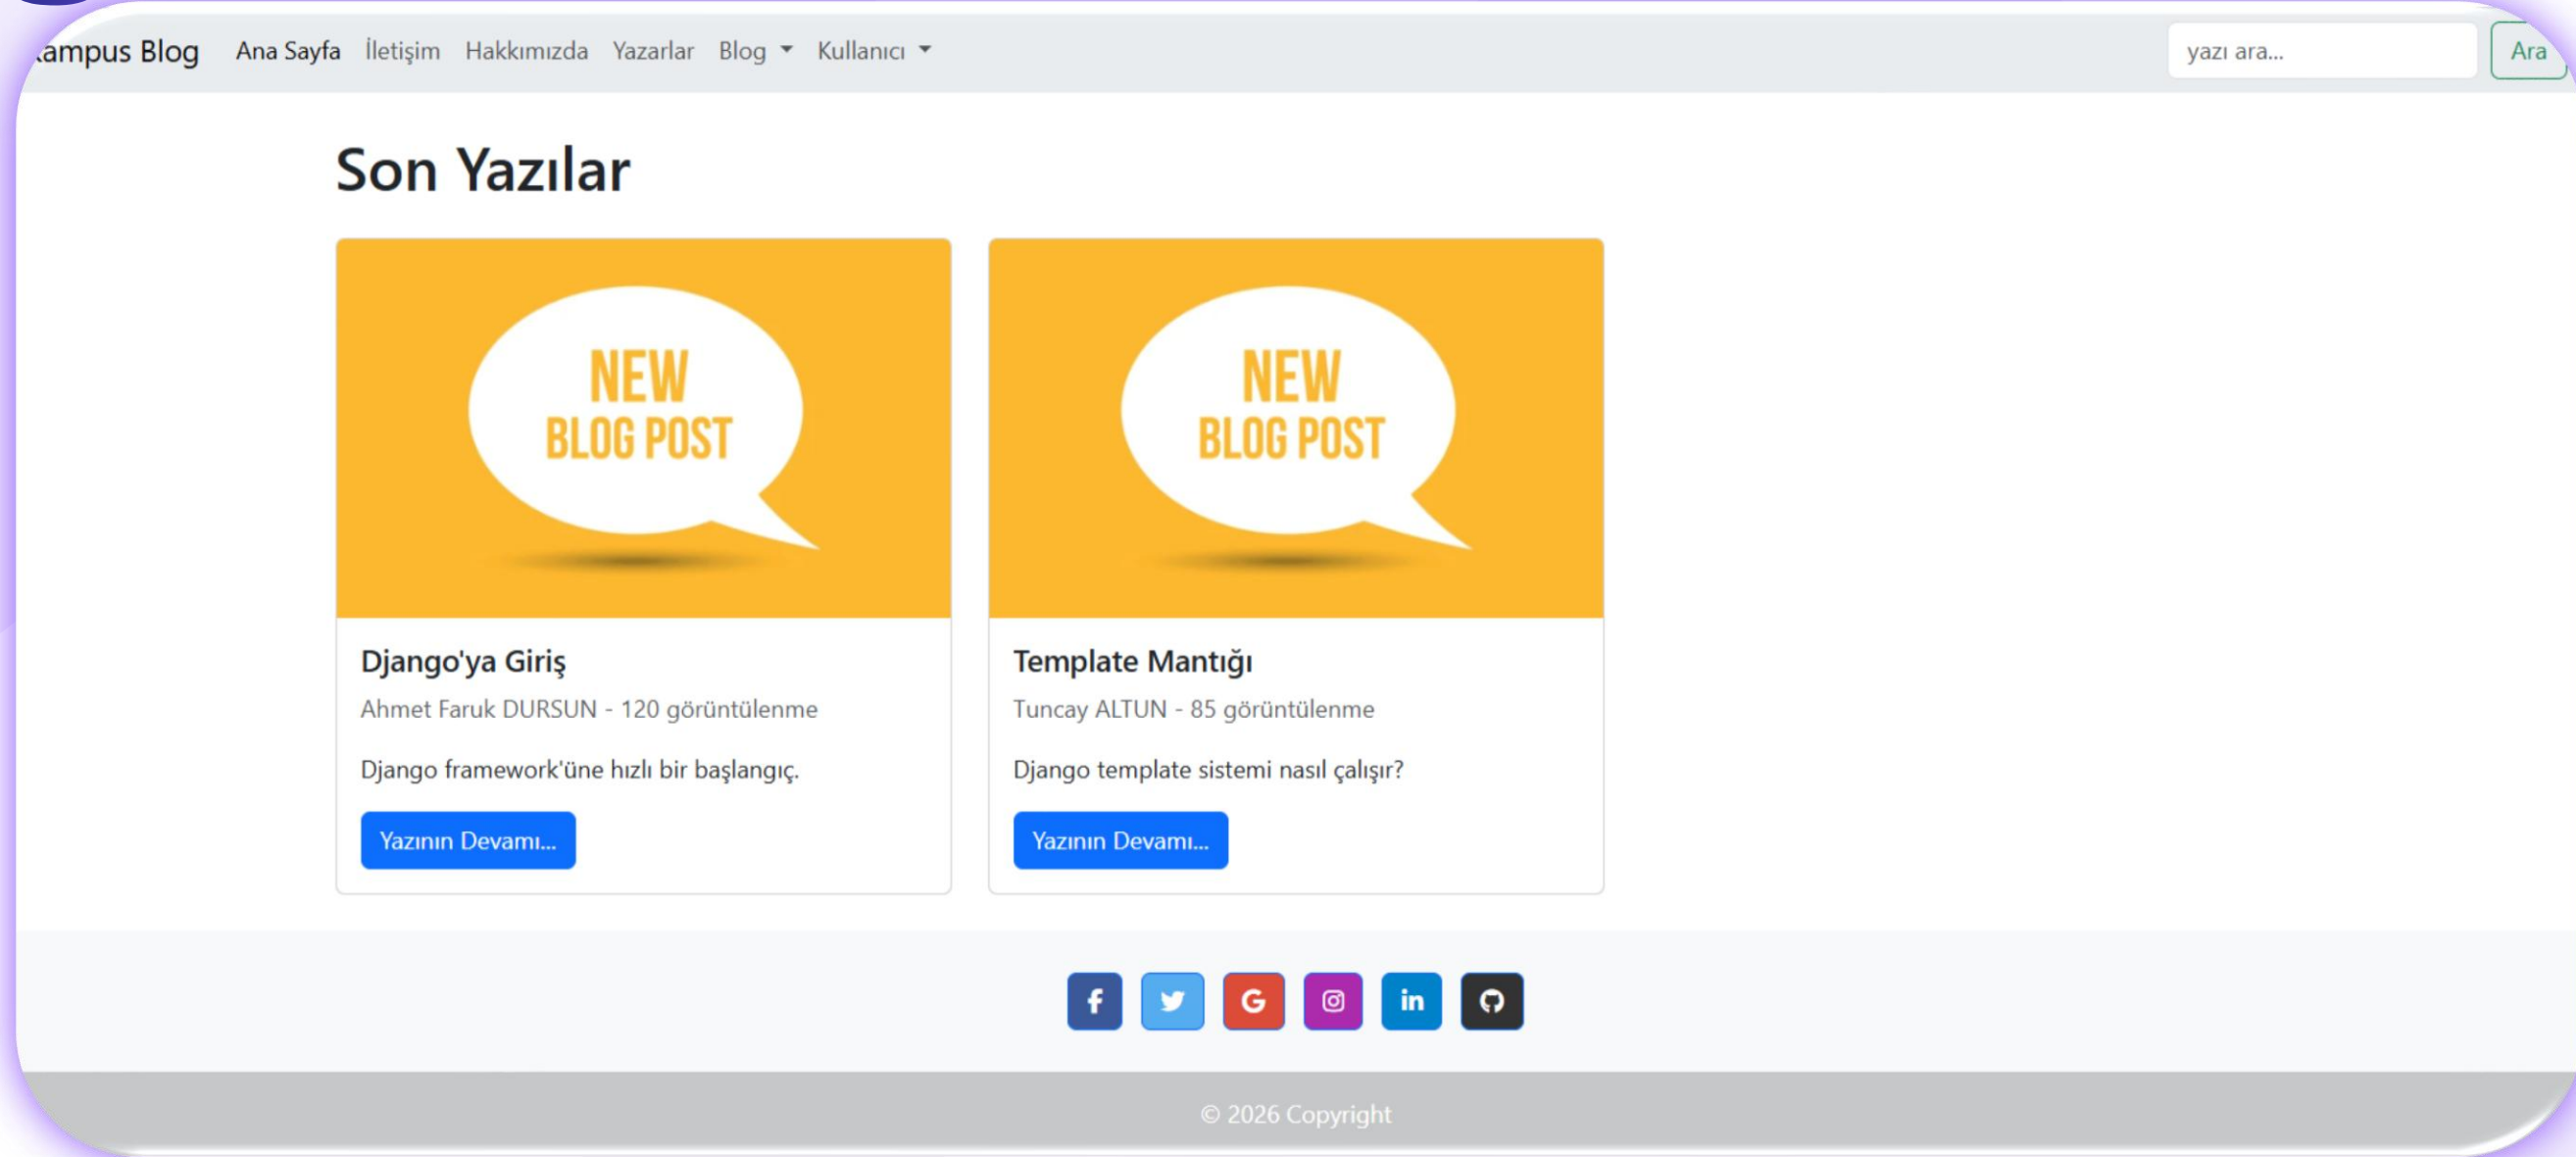 ampus Blog Ana Sayfa İletişim Hakkımızda Yazarlar Blog Kullanıcı yazı ara... Ara
Son Yazılar
NEW
BLOG POST
Django'ya Giriş
Ahmet Faruk DURSUN - 120 görüntülenme
Django framework'üne hızlı bir başlangıç.
Yazının Devamı...
NEW
BLOG POST
Template Mantığı
Tuncay ALTUN - 85 görüntülenme
Django template sistemi nasıl çalışır?
Yazının Devamı...
© 2026 Copyright